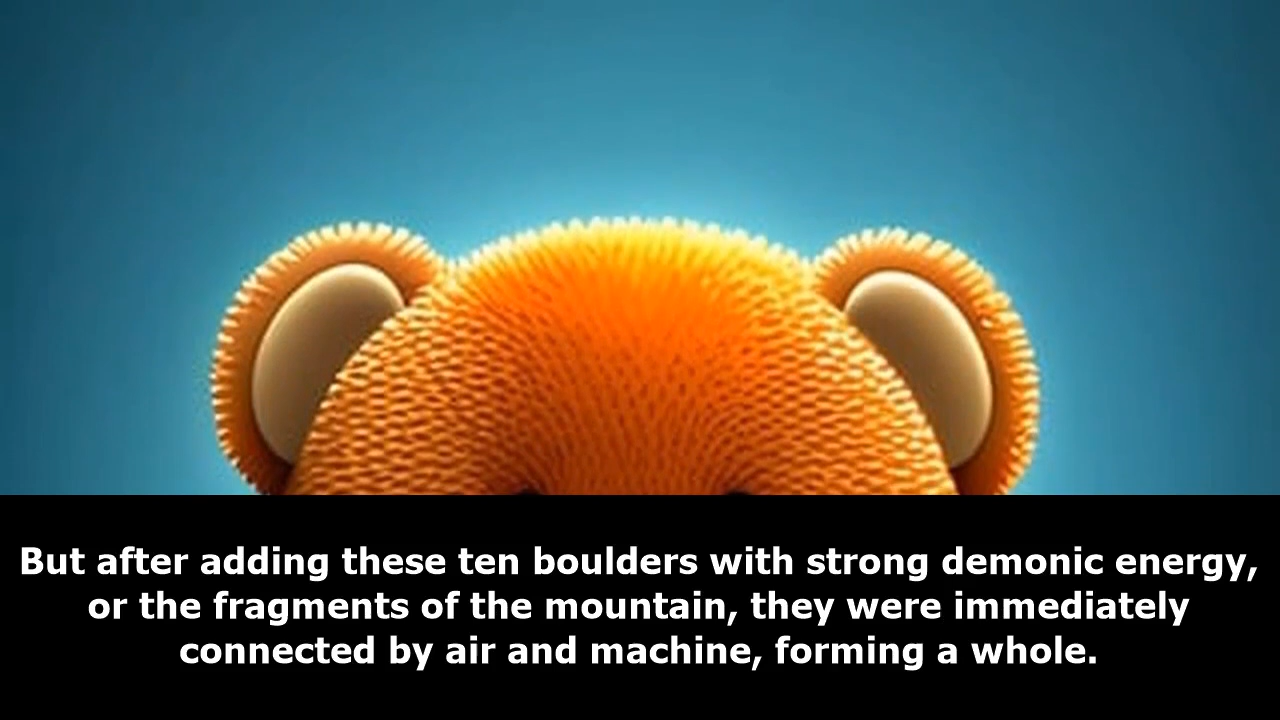 But after adding these ten boulders with strong demonic energy,
or the fragments of the mountain, they were immediately
connected by air and machine, forming a whole.